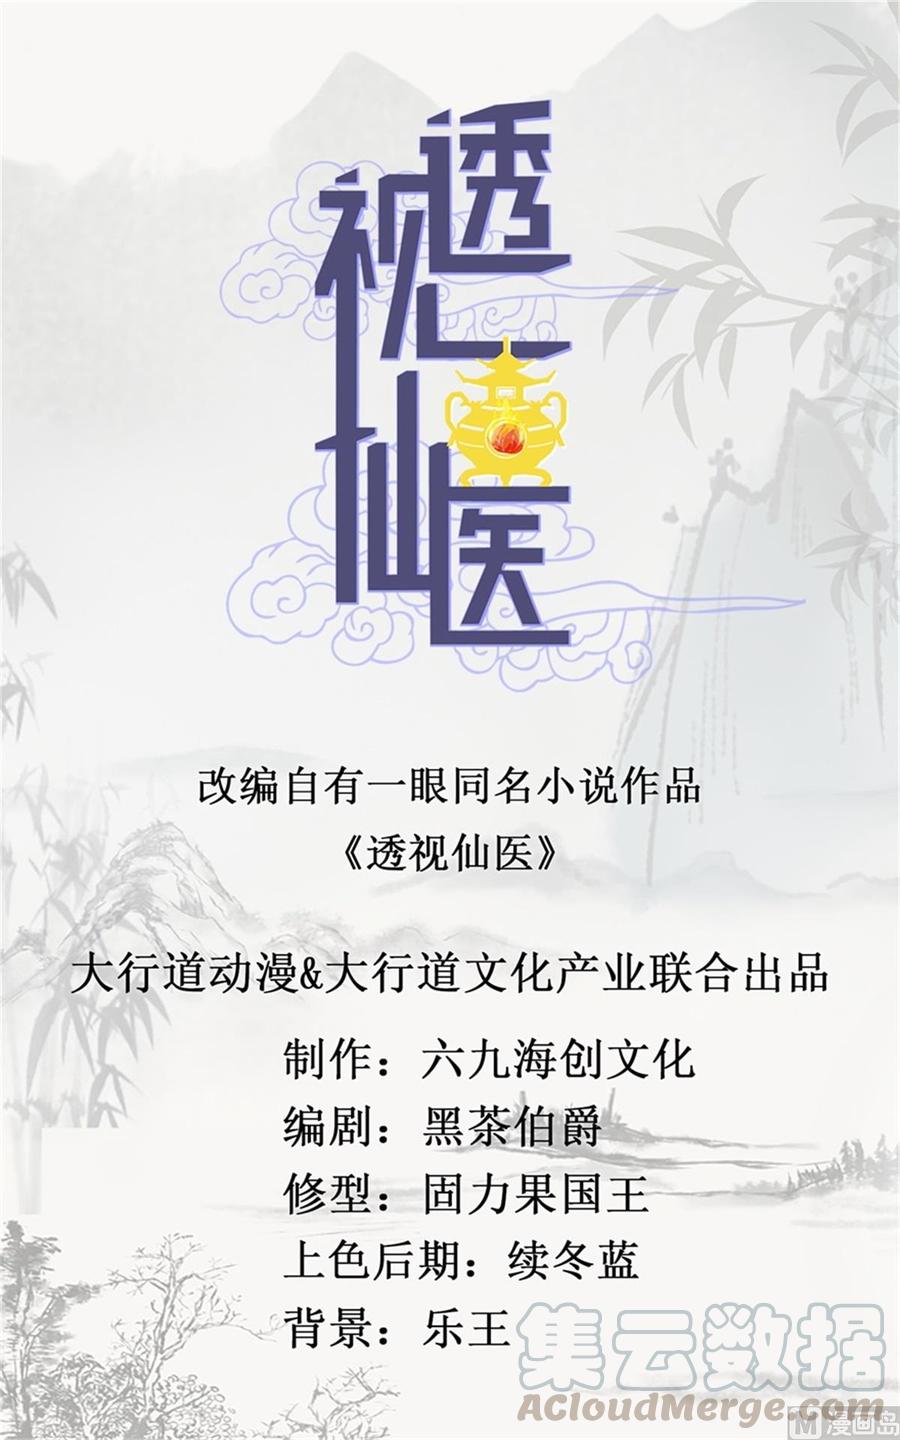 透视仙医
改编自有一眼同名小说作品
《透视仙医》
大行道动漫&大行道文化产业联合出品
制作：六九海创文化
编剧：黑茶伯爵
修型：固力果国王
上色后期：续冬蓝
背景：乐王
集云数据
ACloudMerge.com
漫画岛